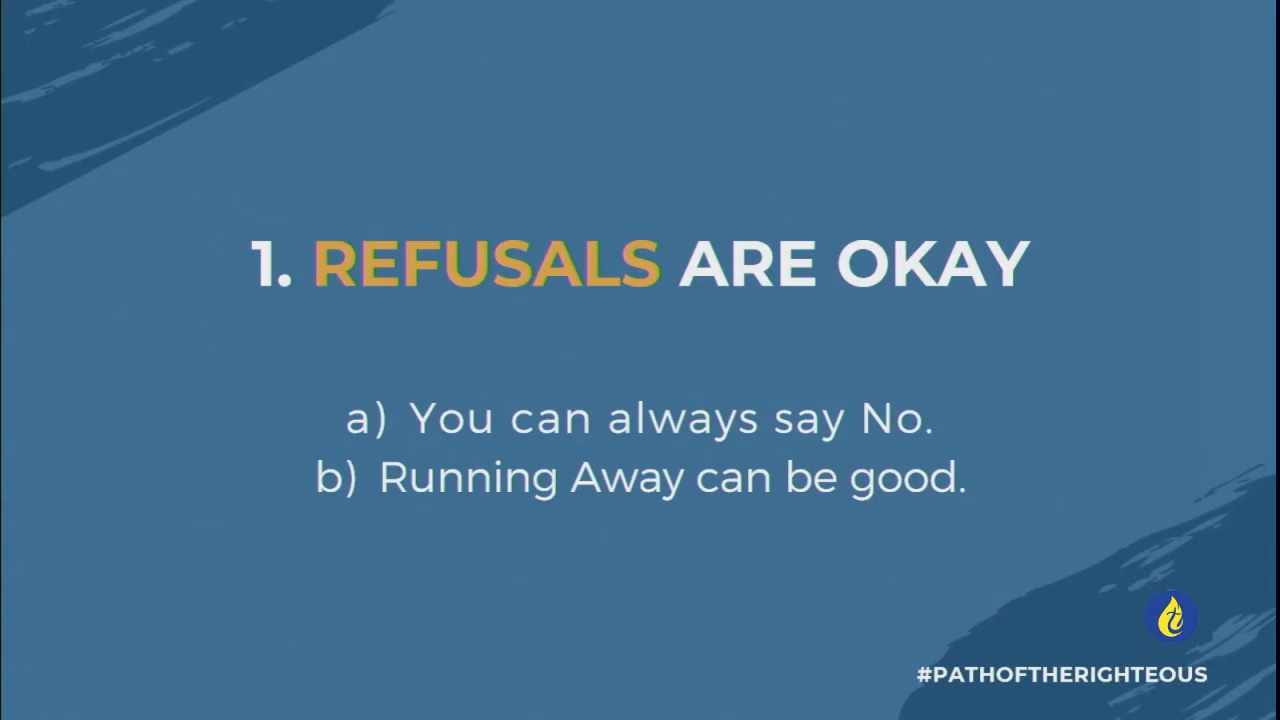 1. REFUSALS ARE OKAY
a) You can always say No.
b) Running Away can be good.
#PATHOFTHERIGHTEOUS